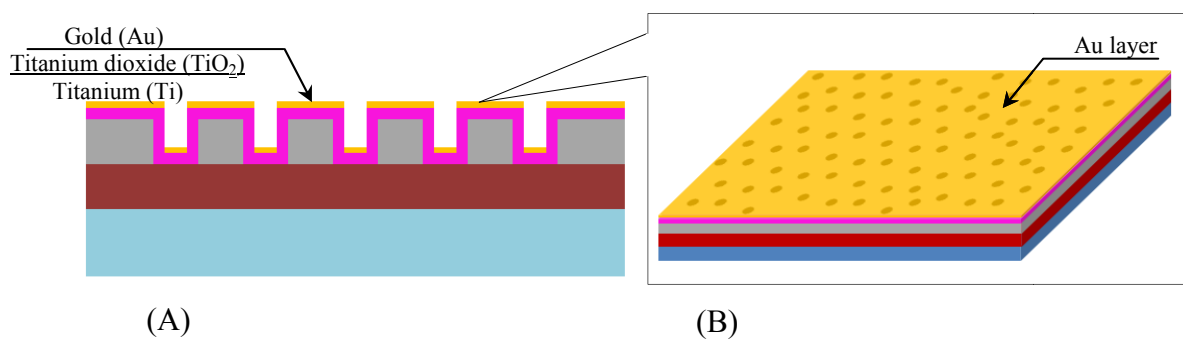 Gold (Au)
Titanium dioxide (TiO₂)
Titanium (Ti)
Au layer
(A)
(B)